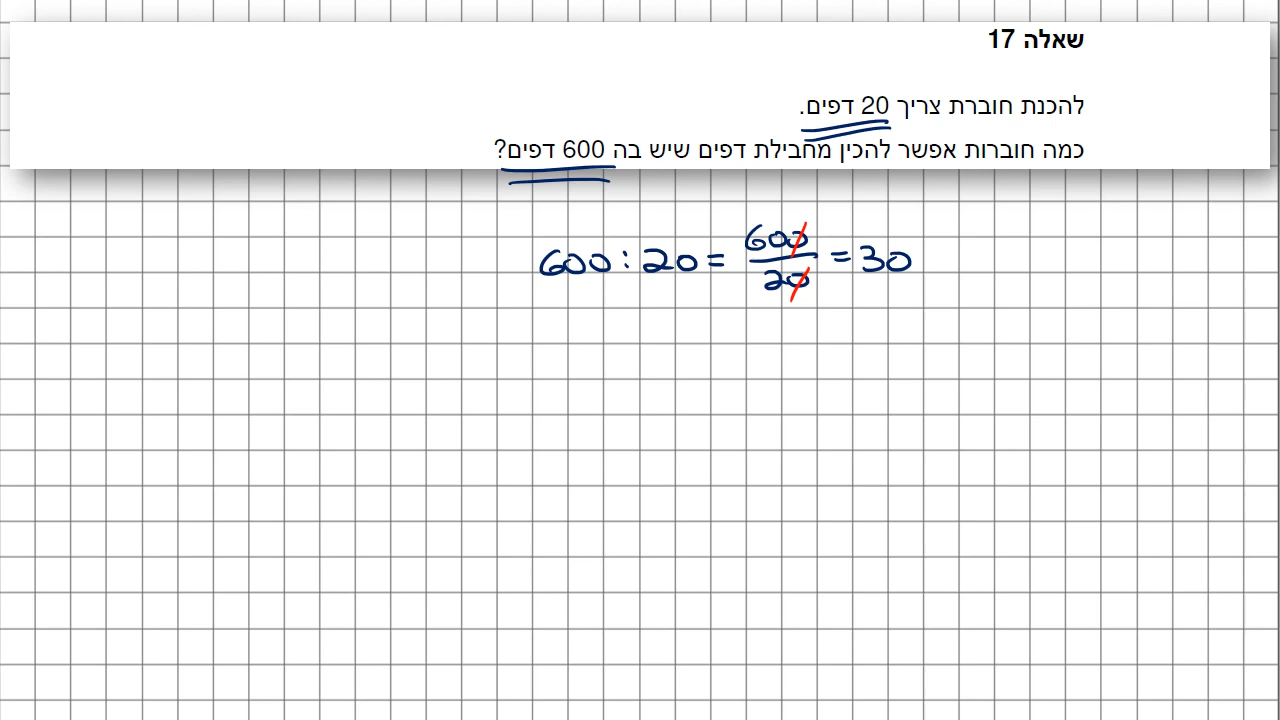 שאלה 17
להכנת חוברת צריך 20 דפים.
כמה חוברות אפשר להכין מחבילת דפים שיש בה 600 דפים?
600 : 20 = 600/20 = 30